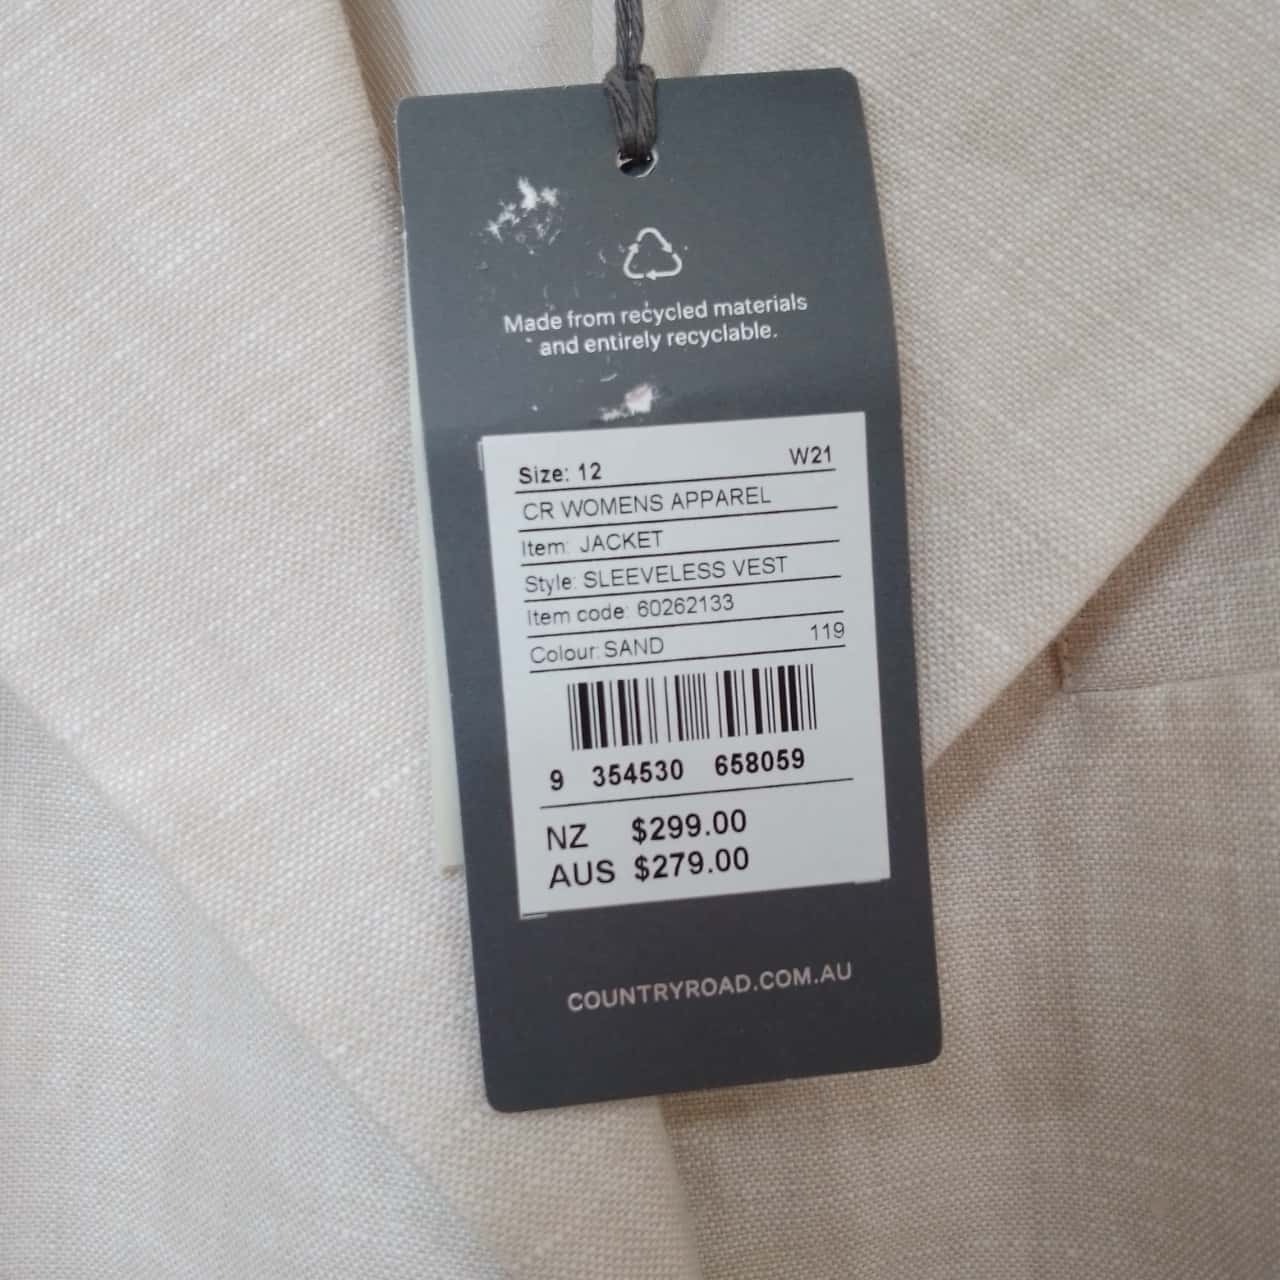 Made from recycled materials
and entirely recyclable.
Size: 12 W21
CR WOMENS APPAREL
Item: JACKET
Style: SLEEVELESS VEST
Item code: 60262133
Colour: SAND 119
9 354530 658059
NZ $299.00
AUS $279.00
COUNTRYROAD.COM.AU